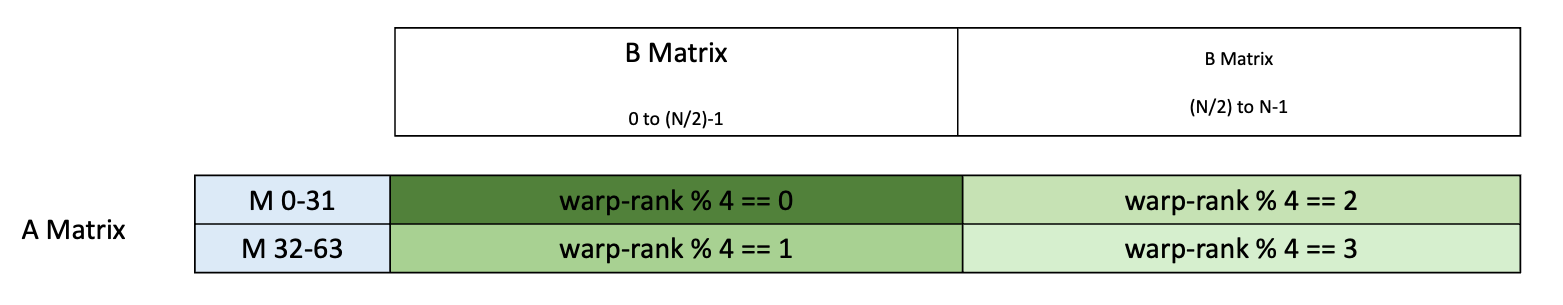 B Matrix
0 to (N/2)-1
B Matrix
(N/2) to N-1
A Matrix
M 0-31
warp-rank % 4 == 0
warp-rank % 4 == 2
M 32-63
warp-rank % 4 == 1
warp-rank % 4 == 3